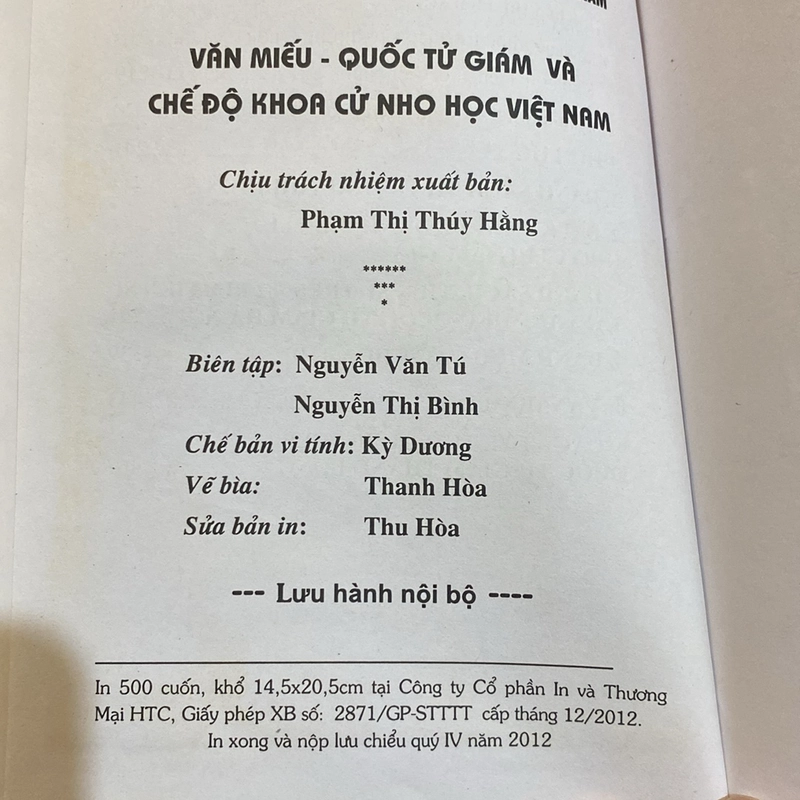 VĂN MIẾU - QUỐC TỬ GIÁM VÀ
CHẾ ĐỘ KHOA CỬ NHO HỌC VIỆT NAM
Chịu trách nhiệm xuất bản:
Phạm Thị Thúy Hằng
******
***
*
Biên tập: Nguyễn Văn Tú
Nguyễn Thị Bình
Chế bản vi tính: Kỳ Dương
Vẽ bìa: Thanh Hòa
Sửa bản in: Thu Hòa
--- Lưu hành nội bộ ----
In 500 cuốn, khổ 14,5x20,5cm tại Công ty Cổ phần In và Thương
Mại HTC, Giấy phép XB số: 2871/GP-STTTT cấp tháng 12/2012.
In xong và nộp lưu chiểu quý IV năm 2012